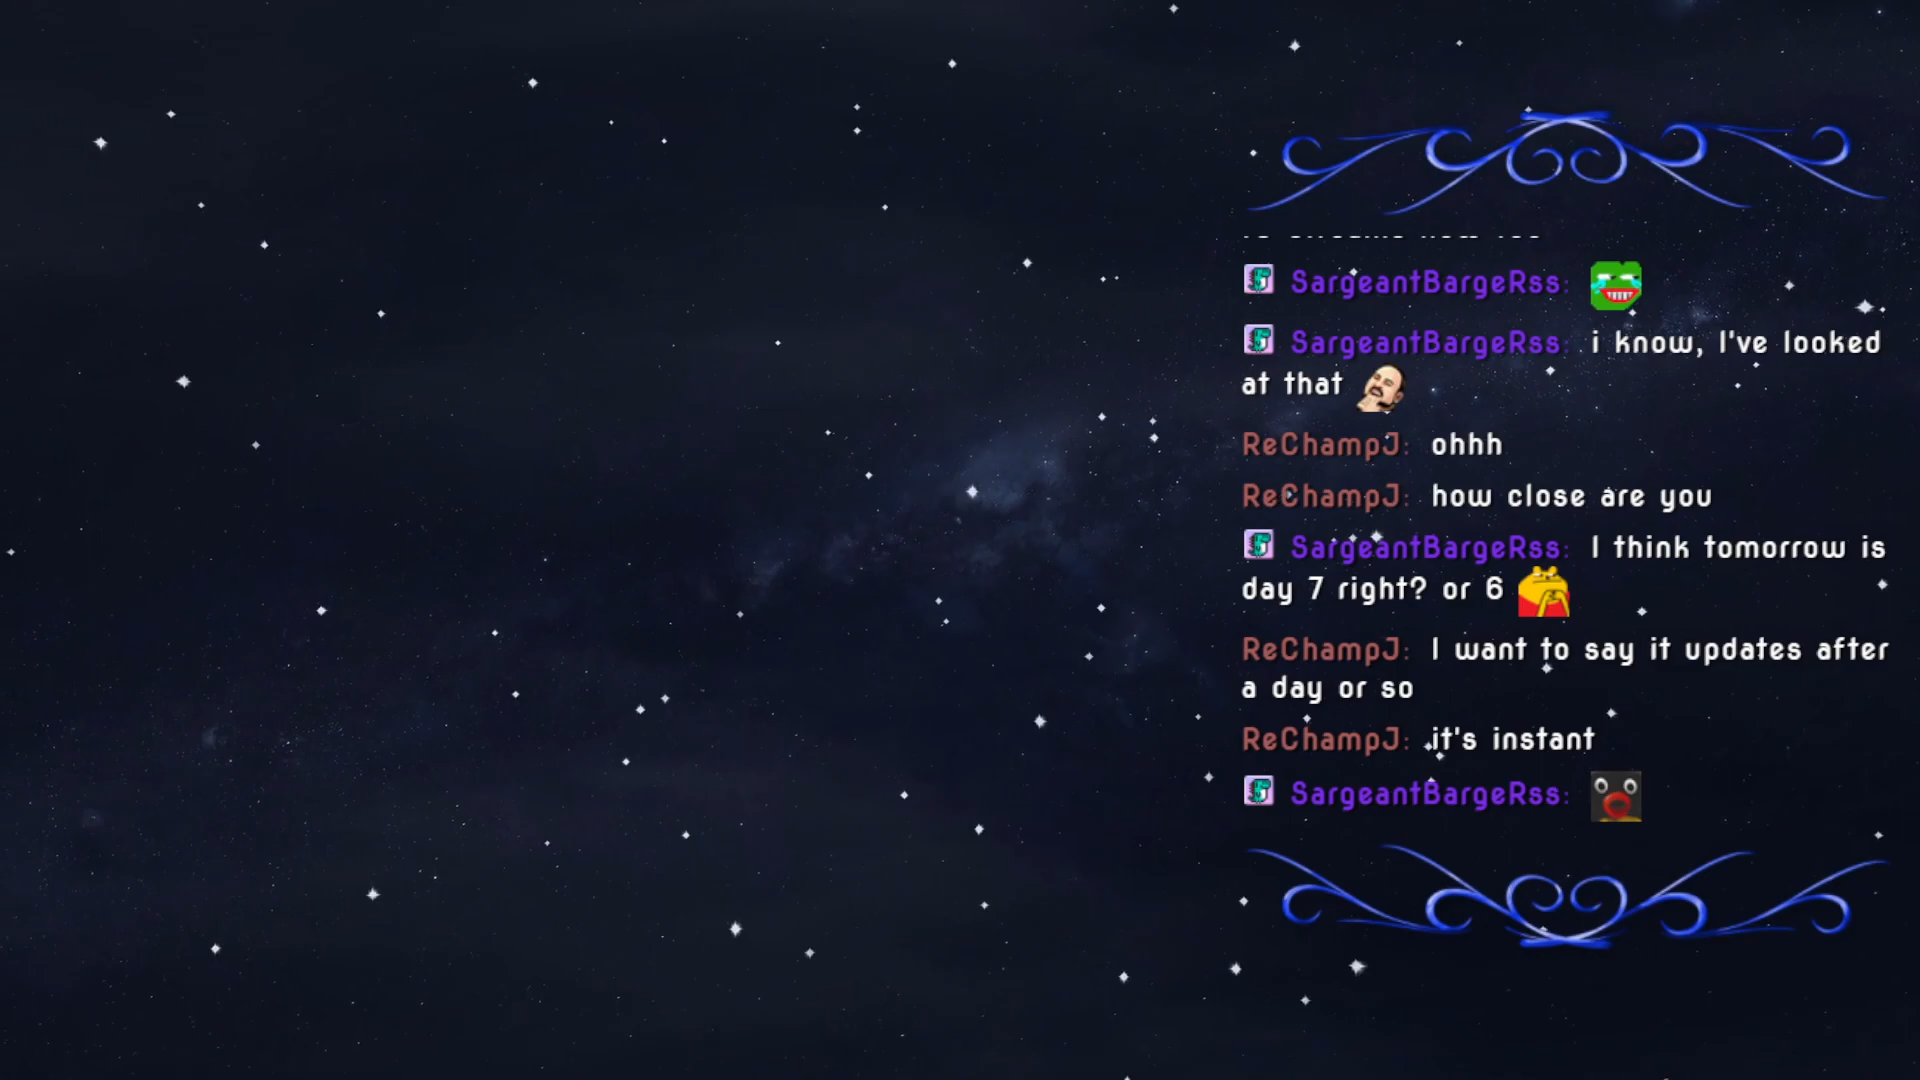 SargeantBargeRss:
SargeantBargeRss: i know, I've looked
at that
ReChampJ: ohhh
ReChampJ: how close are you
SargeantBargeRss: I think tomorrow is
day 7 right? or 6
ReChampJ: I want to say it updates after
a day or so
ReChampJ: it's instant
SargeantBargeRss: